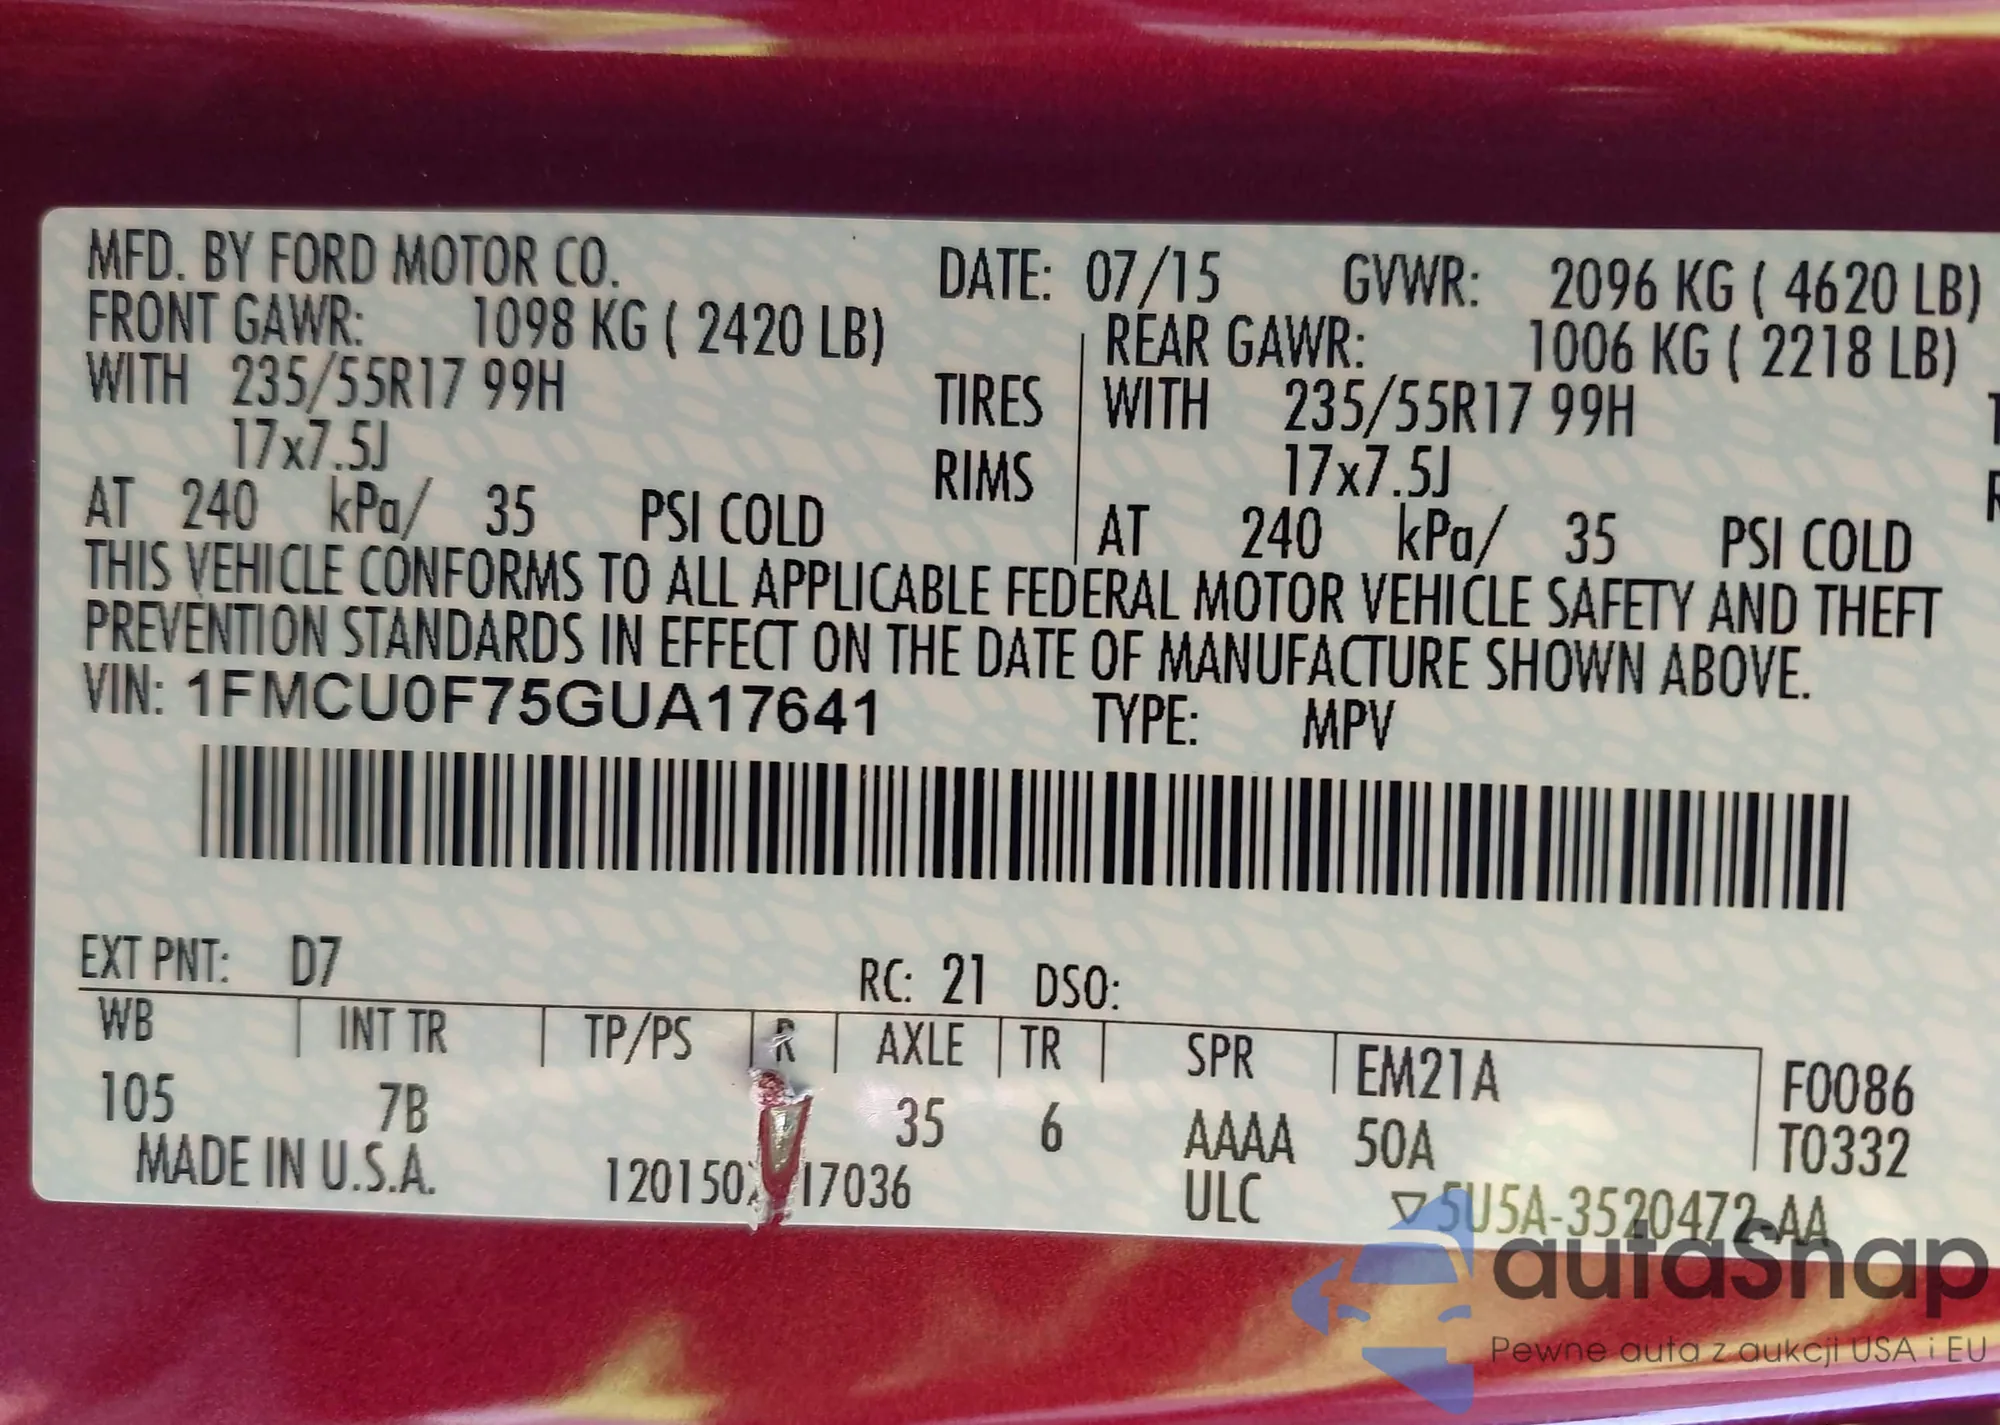 MFD. BY FORD MOTOR CO. DATE: 07/15 GVWR: 2096 KG ( 4620 LB)
FRONT GAWR: 1098 KG ( 2420 LB) REAR GAWR: 1006 KG ( 2218 LB)
WITH 235/55R17 99H TIRES WITH 235/55R17 99H
17x7.5J RIMS 17x7.5J
AT 240 kPa/ 35 PSI COLD AT 240 kPa/ 35 PSI COLD
THIS VEHICLE CONFORMS TO ALL APPLICABLE FEDERAL MOTOR VEHICLE SAFETY AND THEFT
PREVENTION STANDARDS IN EFFECT ON THE DATE OF MANUFACTURE SHOWN ABOVE.
VIN: 1FMCU0F75GUA17641 TYPE: MPV
EXT PNT: D7 RC: 21 DSO:
WB INT TR TP/PS R AXLE TR SPR EM21A F0086
105 7B 35 6 AAAA 50A T0332
MADE IN U.S.A. 17036 ULC ▽ 5U5A-3520472-AA
autaSnap
Pewne auta z aukcji USA i EU